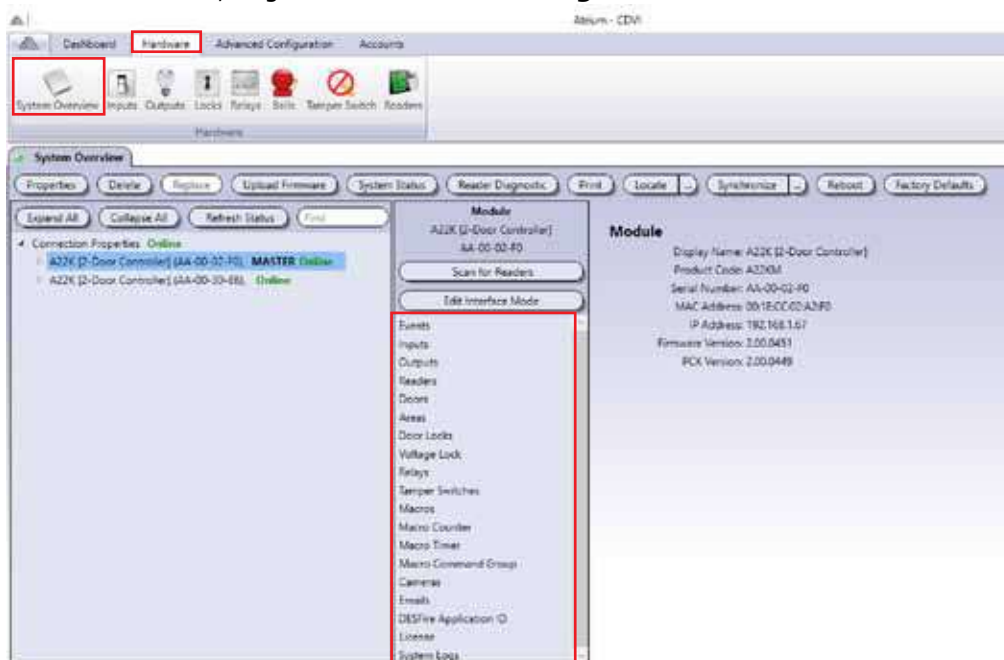 Atrium - CDVI
Dashboard Hardware Advanced Configuration Accounts
System Overview Inputs Outputs Locks Relays Bells Tamper Switch Readers
Hardware
System Overview
Properties Delete Replace Upload Firmware System Status Reader Diagnostic Print Locate Synchronize Reboot Factory Defaults
Expand All Collapse All Refresh Status Find
Connection Properties Online
A22K [2-Door Controller] (AA-00-02-F0), MASTER Online
A22K [2-Door Controller] Online
Module
A22K [2-Door Controller]
AA-00-02-F0
Scan for Readers
Edit Interface Mode
Events
Inputs
Outputs
Readers
Doors
Areas
Door Locks
Voltage Lock
Relays
Tamper Switches
Macros
Macro Counter
Macro Timer
Macro Command Group
Cameras
Emails
DESFire Application ID
License
System Logs
Module
Display Name: A22K [2-Door Controller]
Product Code: A22KM
Serial Number: AA-00-02-F0
MAC Address: 00:1E:CC:02:A2:F0
IP Address: 192.168.1.67
Firmware Version: 2.00.0451
PCX Version: 2.00.0449